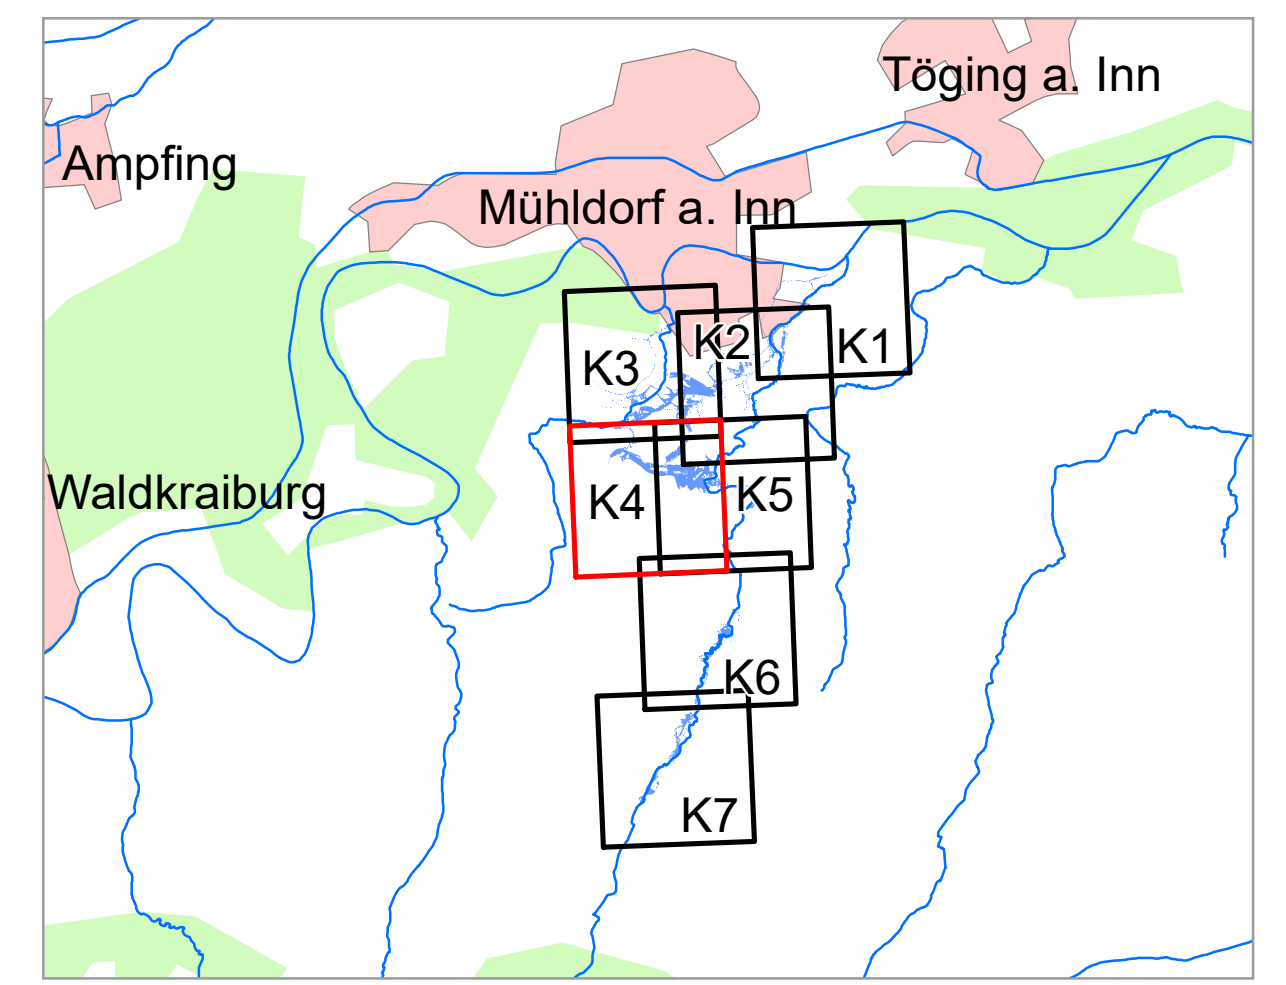 Töging a. Inn
Ampfing
Mühldorf a. Inn
K2
K1
K3
Waldkraiburg
K4
K5
K6
K7